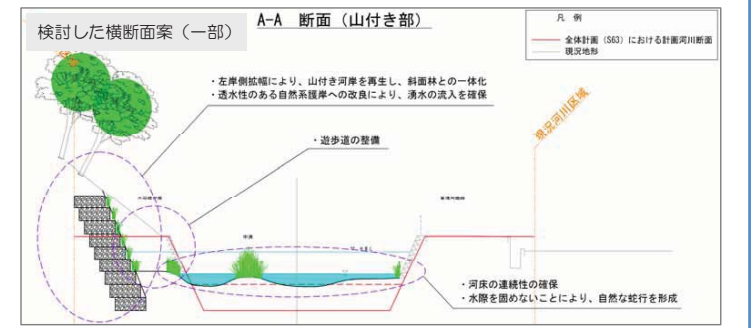 検討した横断面案（一部）
A-A　断面（山付き部）
凡　例
全体計画（S63）における計画河川断面
現況地形
・左岸側拡幅により、山付き河岸を再生し、斜面林との一体化
・透水性のある自然系護岸への改良により、湧水の流入を確保
・遊歩道の整備
現況河川区域
・河床の連続性の確保
・水際を固めないことにより、自然な蛇行を形成